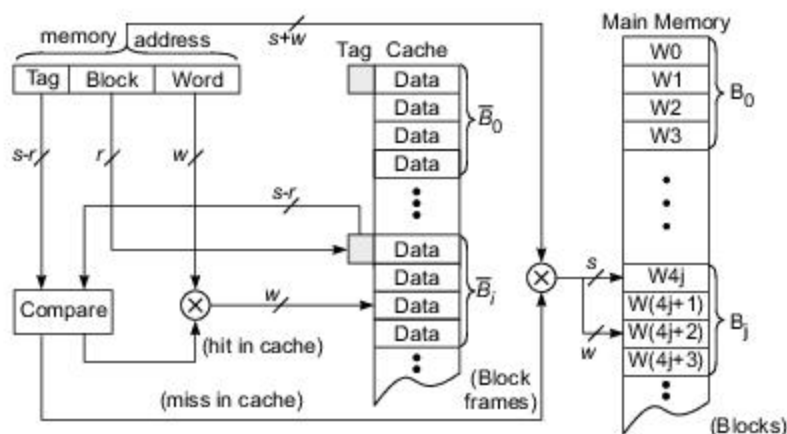 memory address
s+w
Main Memory
Tag Cache
Tag Block Word
Data
Data
Data
Data
B̅0
W0
W1
W2
W3
B0
s-r
r
w
s-r
Data
Data
Data
Data
B̅i
Compare
w
(hit in cache)
(miss in cache)
(Block
frames)
s
w
W4j
W(4j+1)
W(4j+2)
W(4j+3)
Bj
(Blocks)